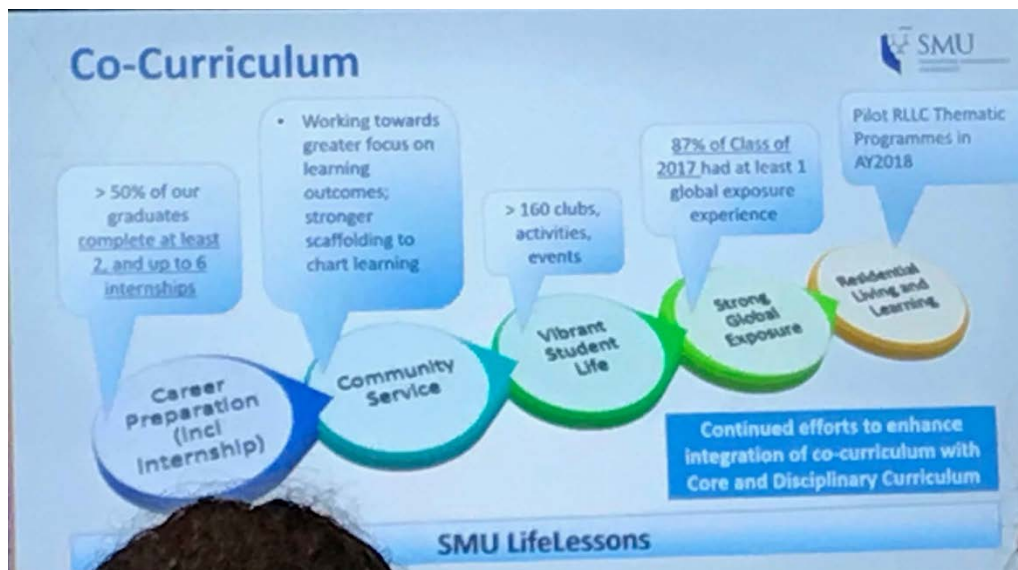 Co-Curriculum
SMU
> 50% of our
graduates
complete at least
2, and up to 6
internships
• Working towards
greater focus on
learning
outcomes;
stronger
scaffolding to
chart learning
> 160 clubs,
activities,
events
87% of Class of
2017 had at least 1
global exposure
experience
Pilot RLLC Thematic
Programmes in
AY2018
Career
Preparation
(incl
Internship)
Community
Service
Vibrant
Student
Life
Strong
Global
Exposure
Residential
Living and
Learning
Continued efforts to enhance
integration of co-curriculum with
Core and Disciplinary Curriculum
SMU LifeLessons